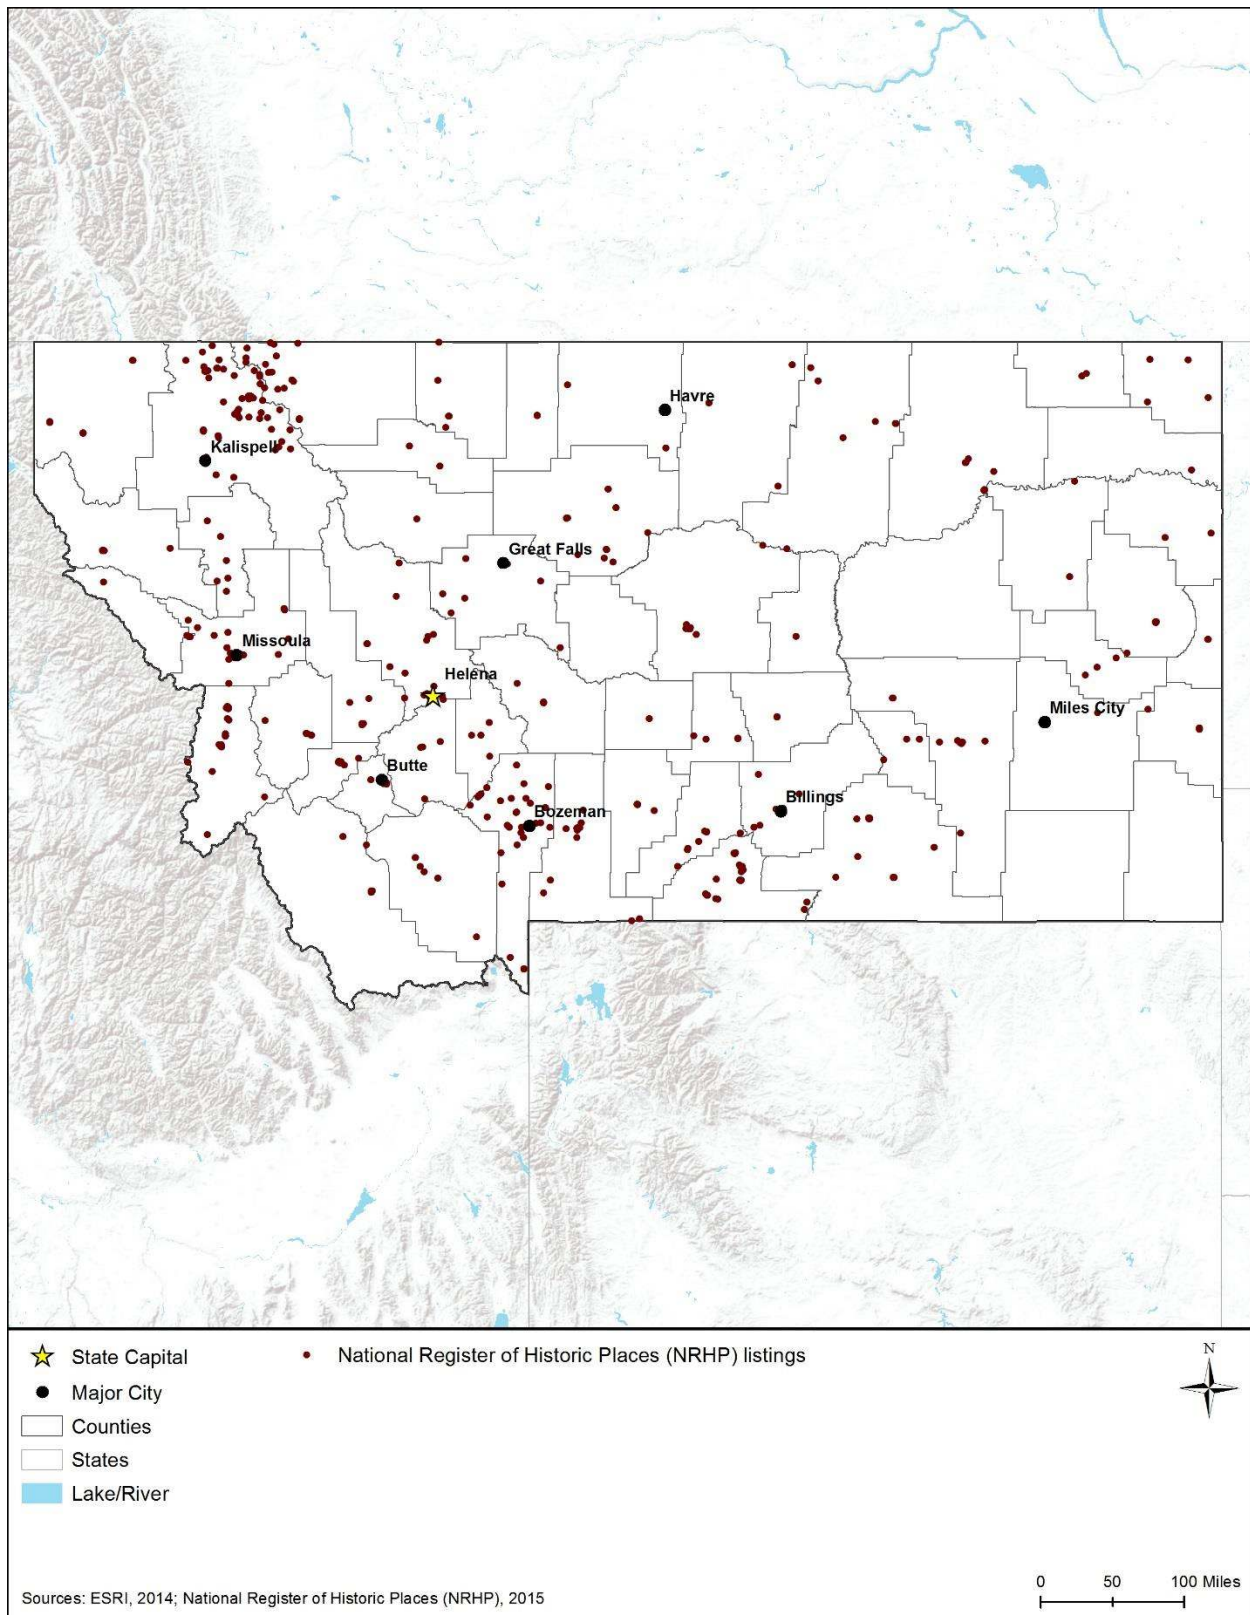 Havre
Kalispell
Great Falls
Missoula
Helena
Miles City
Butte
Billings
Bozeman
State Capital
National Register of Historic Places (NRHP) listings
N
Major City
Counties
States
Lake/River
Sources: ESRI, 2014; National Register of Historic Places (NRHP), 2015
0 50 100 Miles